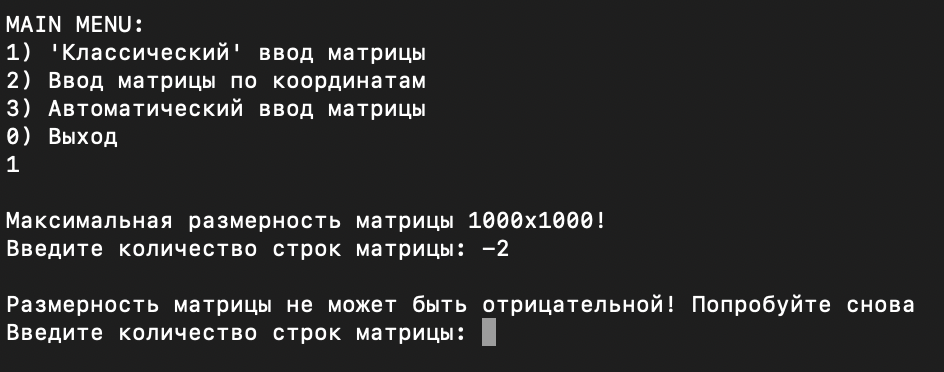 MAIN MENU:
1) 'Классический' ввод матрицы
2) Ввод матрицы по координатам
3) Автоматический ввод матрицы
0) Выход
1
Максимальная размерность матрицы 1000x1000!
Введите количество строк матрицы: -2
Размерность матрицы не может быть отрицательной! Попробуйте снова
Введите количество строк матрицы: